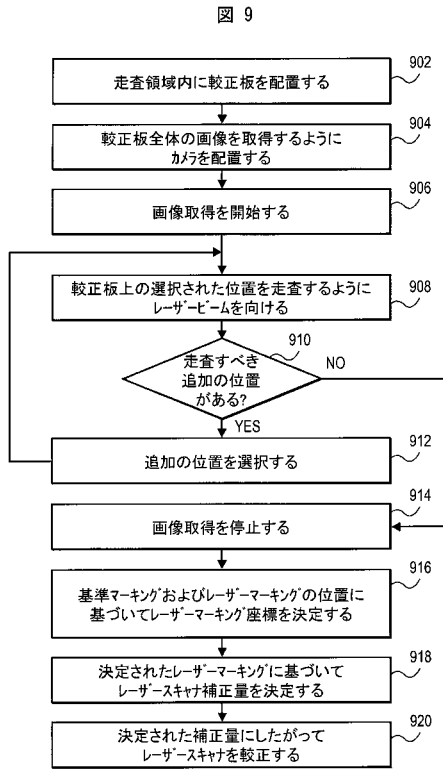 図 9
902
走査領域内に較正板を配置する
904
較正板全体の画像を取得するように
カメラを配置する
906
画像取得を開始する
較正板上の選択された位置を走査するように
レーザービームを向ける
908
910
走査すべき
追加の位置
がある?
NO
YES
912
追加の位置を選択する
914
画像取得を停止する
916
基準マーキングおよびレーザーマーキングの位置に
基づいてレーザーマーキング座標を決定する
918
決定されたレーザーマーキングに基づいて
レーザースキャナ補正量を決定する
920
決定された補正量にしたがって
レーザースキャナを較正する